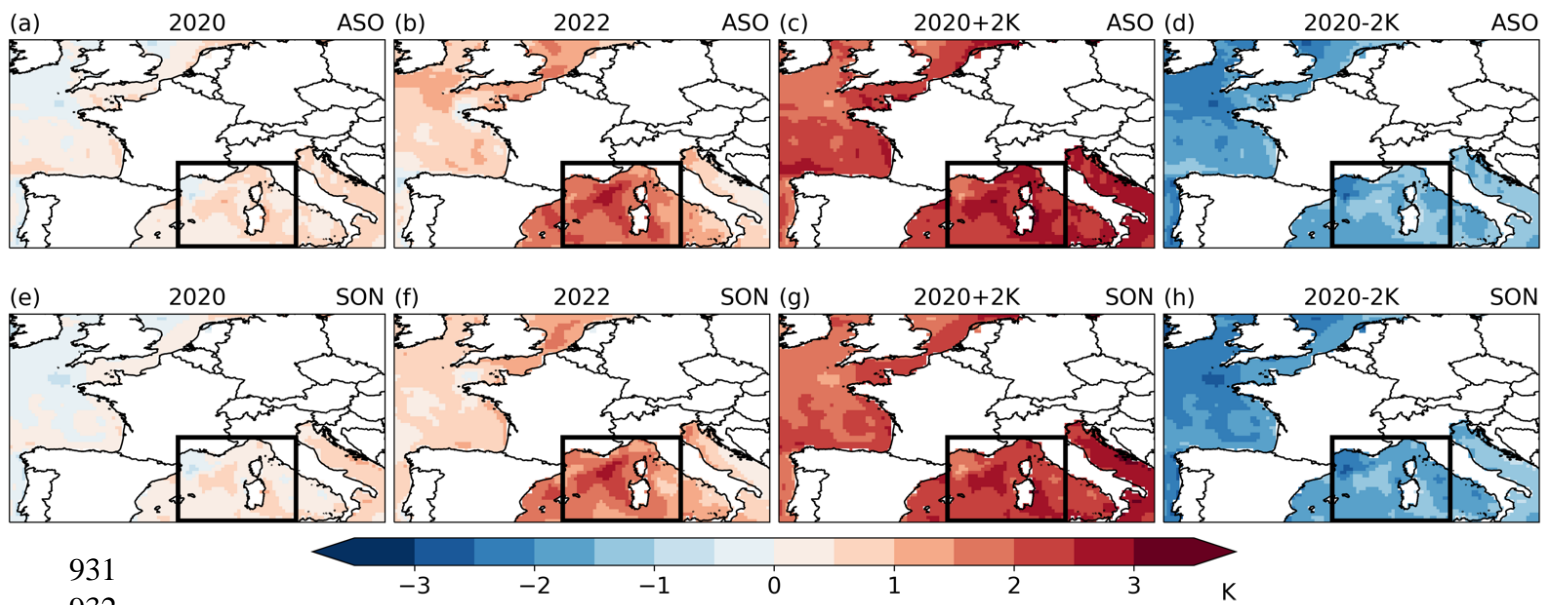 (a) 2020 ASO (b) 2022 ASO (c) 2020+2K ASO (d) 2020-2K ASO
(e) 2020 SON (f) 2022 SON (g) 2020+2K SON (h) 2020-2K SON
931
−3 −2 −1 0 1 2 3 K
932